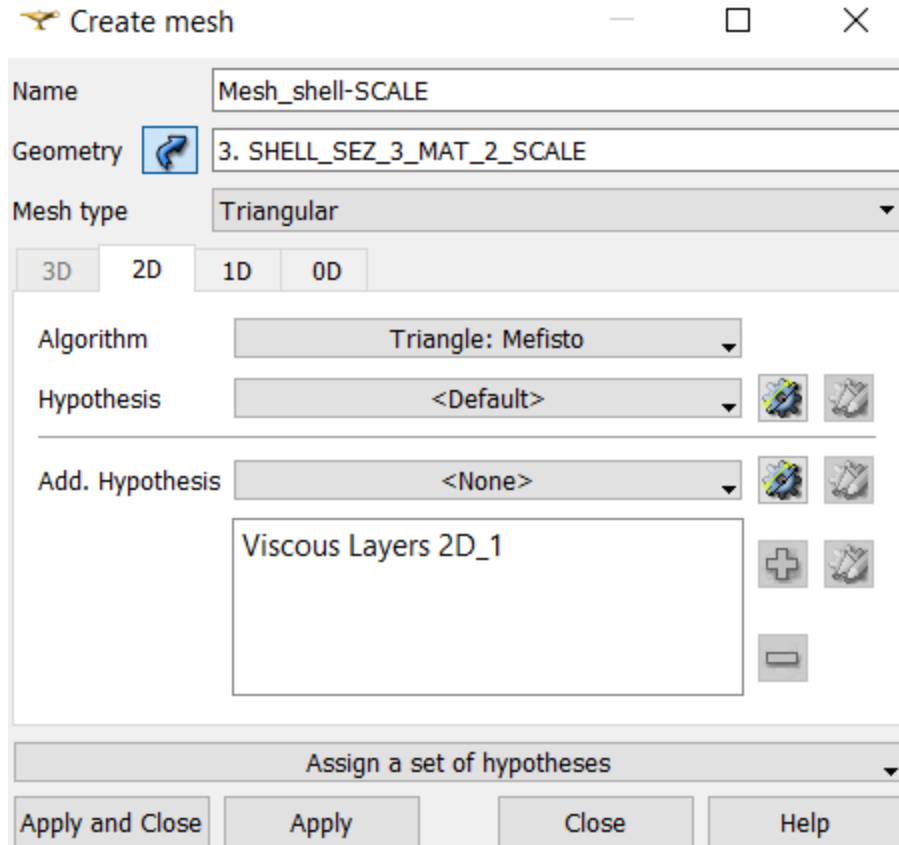 Create mesh
Name Mesh_shell-SCALE
Geometry 3. SHELL_SEZ_3_MAT_2_SCALE
Mesh type Triangular
3D 2D 1D 0D
Algorithm Triangle: Mefisto
Hypothesis <Default>
Add. Hypothesis <None>
Viscous Layers 2D_1
Assign a set of hypotheses
Apply and Close Apply Close Help